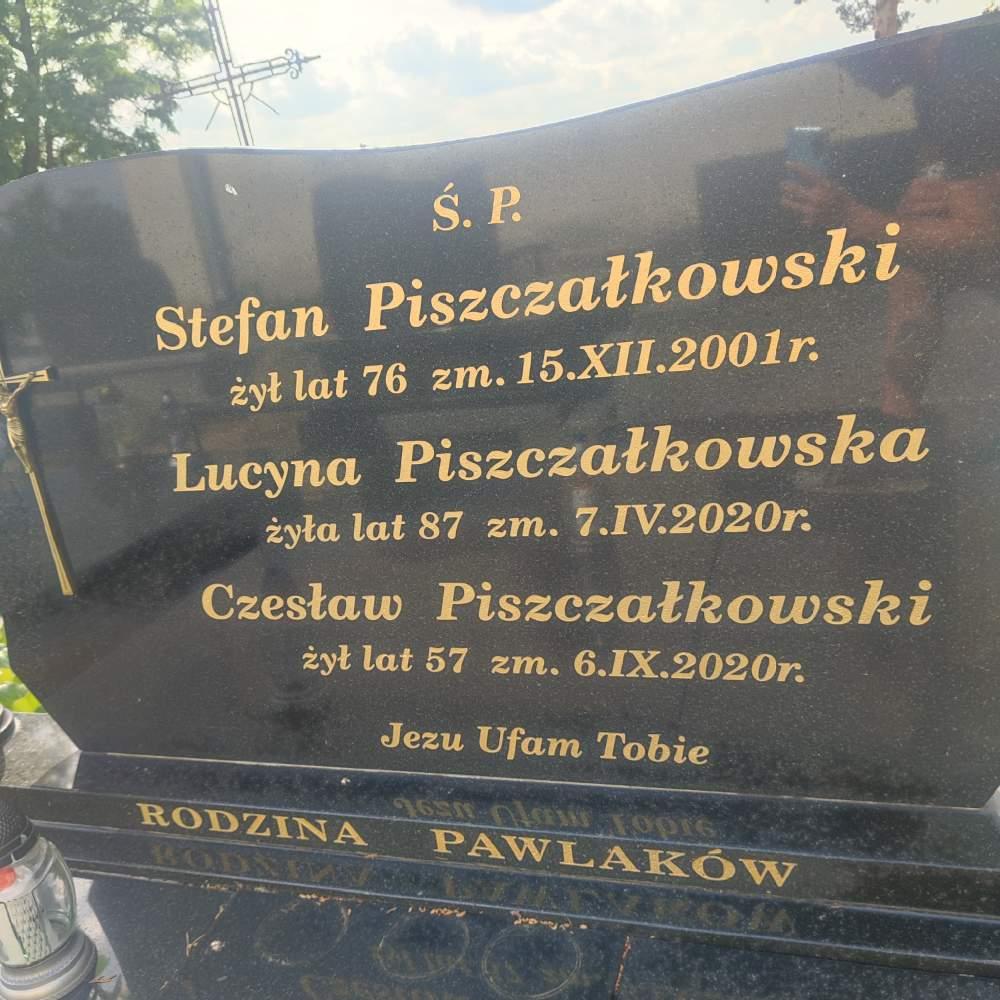 Ś. P.
Stefan Piszczałkowski
żył lat 76 zm. 15.XII.2001r.
Lucyna Piszczałkowska
żyła lat 87 zm. 7.IV.2020r.
Czesław Piszczałkowski
żył lat 57 zm. 6.IX.2020r.
Jezu Ufam Tobie
RODZINA PAWLAKÓW